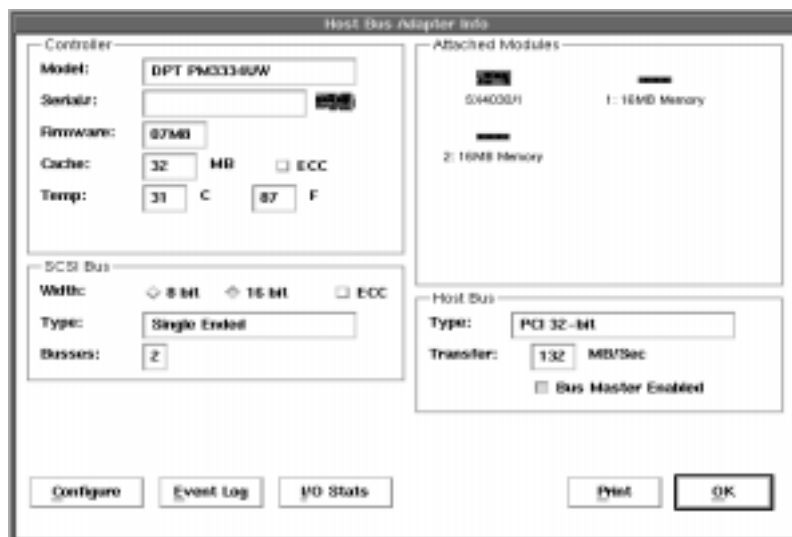 Host Bus Adapter Info
Controller
Model: DPT PM3334UW
Serial#:
Firmware: 07M0
Cache: 32 MB ECC
Temp: 31 C 87 F
Attached Modules
SX4030/1
1: 16MB Memory
2: 16MB Memory
SCSI Bus
Width: 8 bit 16 bit ECC
Type: Single Ended
Busses: 2
Host Bus
Type: PCI 32-bit
Transfer: 132 MB/Sec
Bus Master Enabled
Configure Event Log I/O Stats Print OK